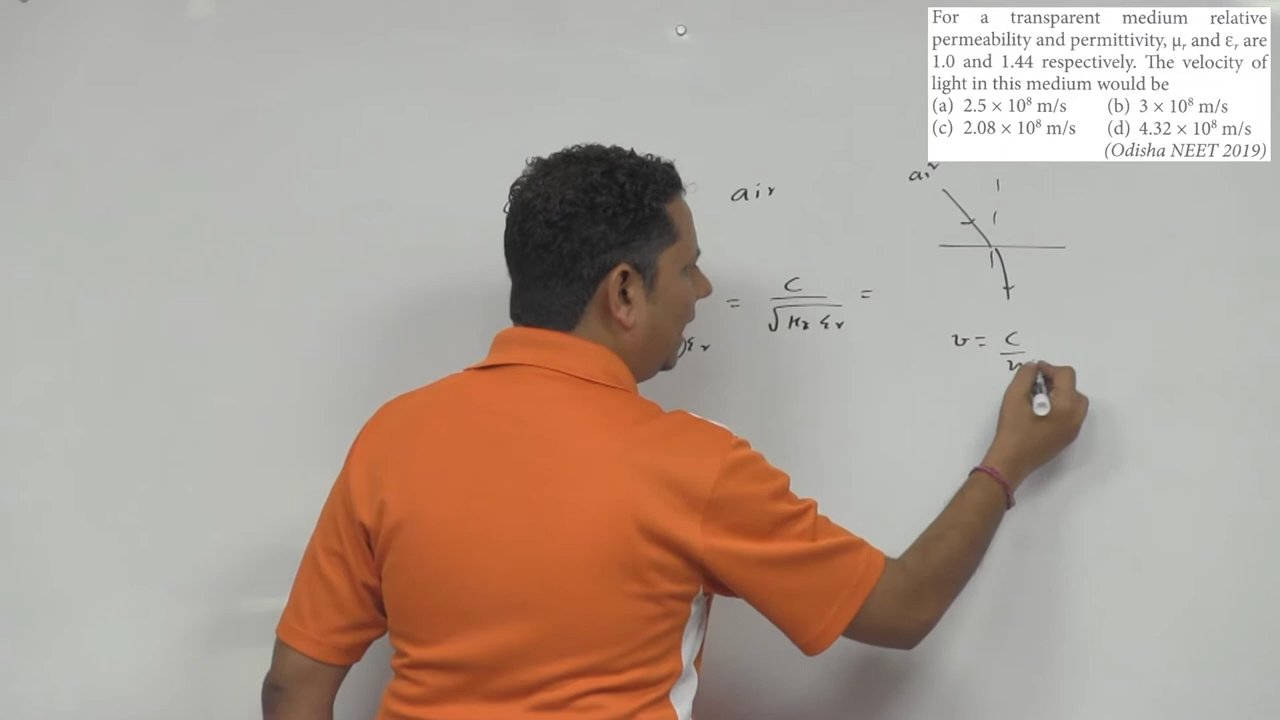 For a transparent medium relative
permeability and permittivity, μᵣ and εᵣ are
1.0 and 1.44 respectively. The velocity of
light in this medium would be
(a) 2.5 × 10⁸ m/s (b) 3 × 10⁸ m/s
(c) 2.08 × 10⁸ m/s (d) 4.32 × 10⁸ m/s
(Odisha NEET 2019)
air
air
= c / √μᵣ εᵣ =
εᵣ
v = c